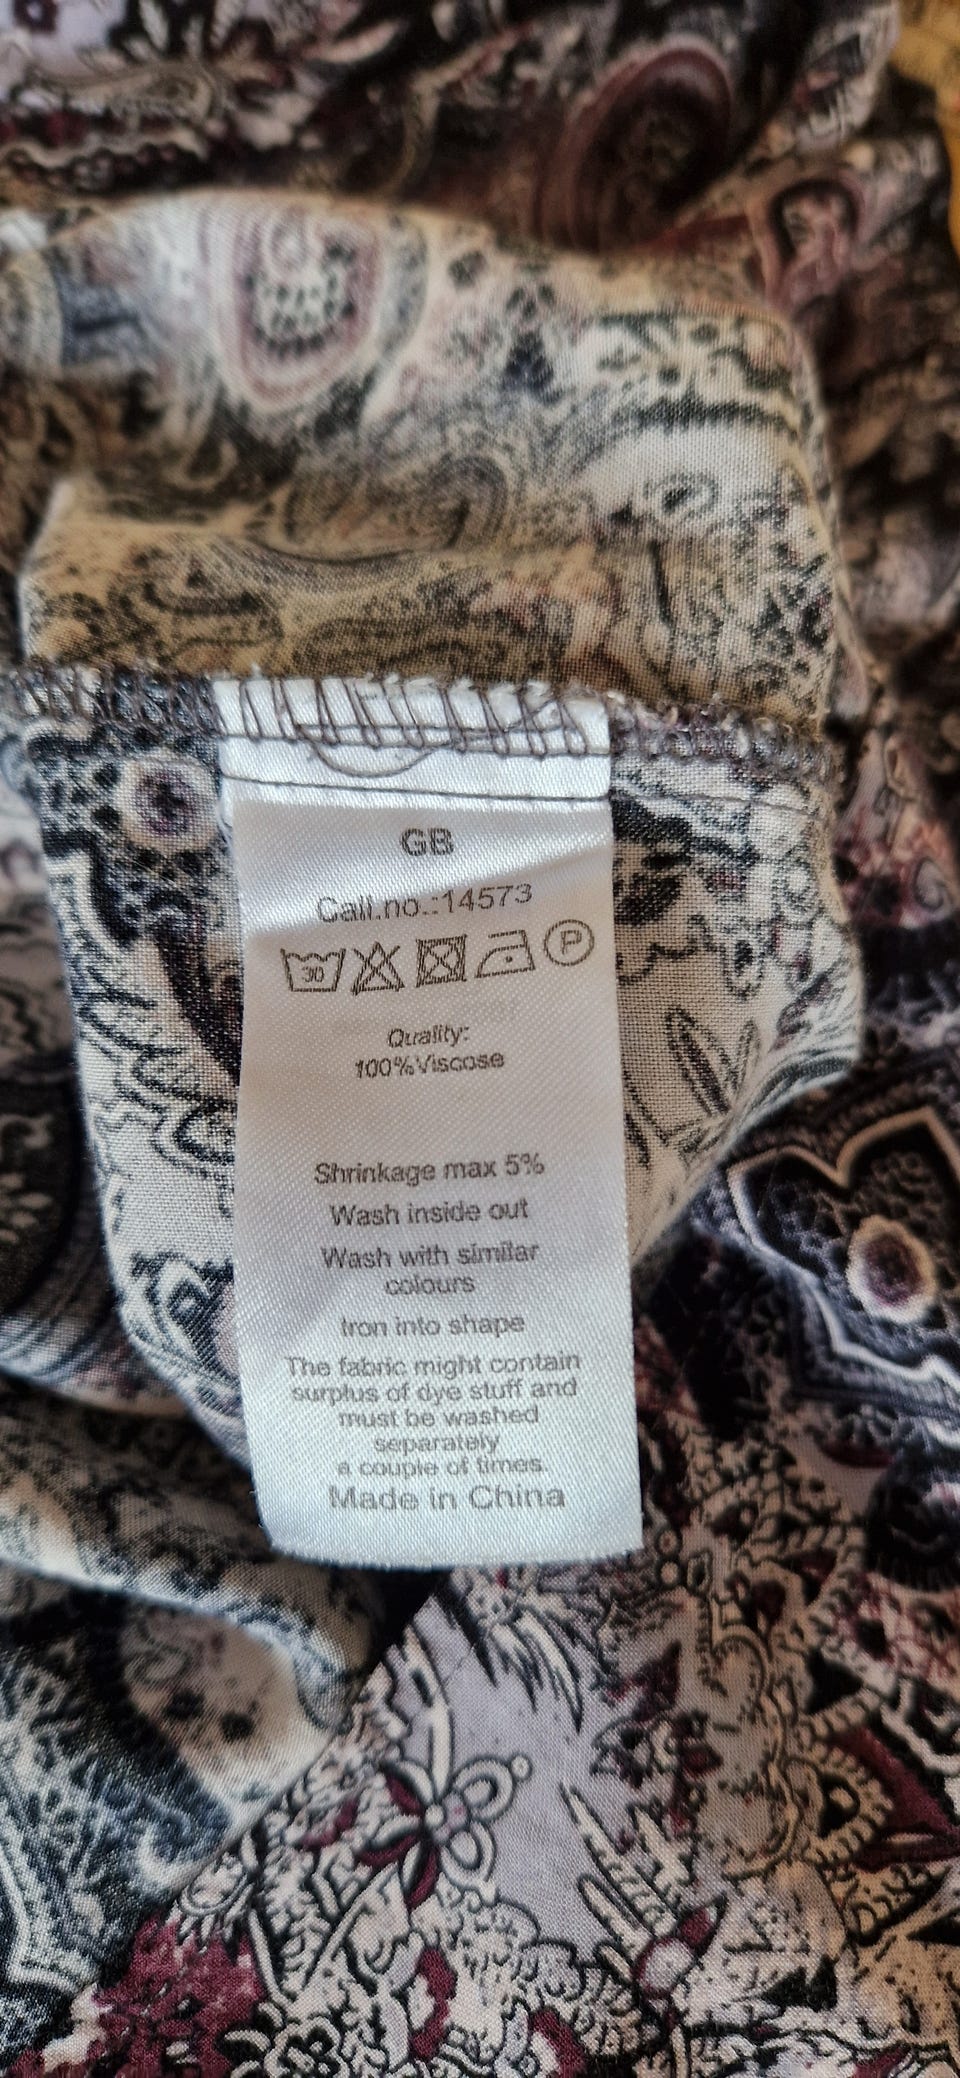 GB
Call.no.:14573
30 P
Quality:
100%Viscose
Shrinkage max 5%
Wash inside out
Wash with similar
colours
Iron into shape
The fabric might contain
surplus of dye stuff and
must be washed
separately
a couple of times.
Made in China